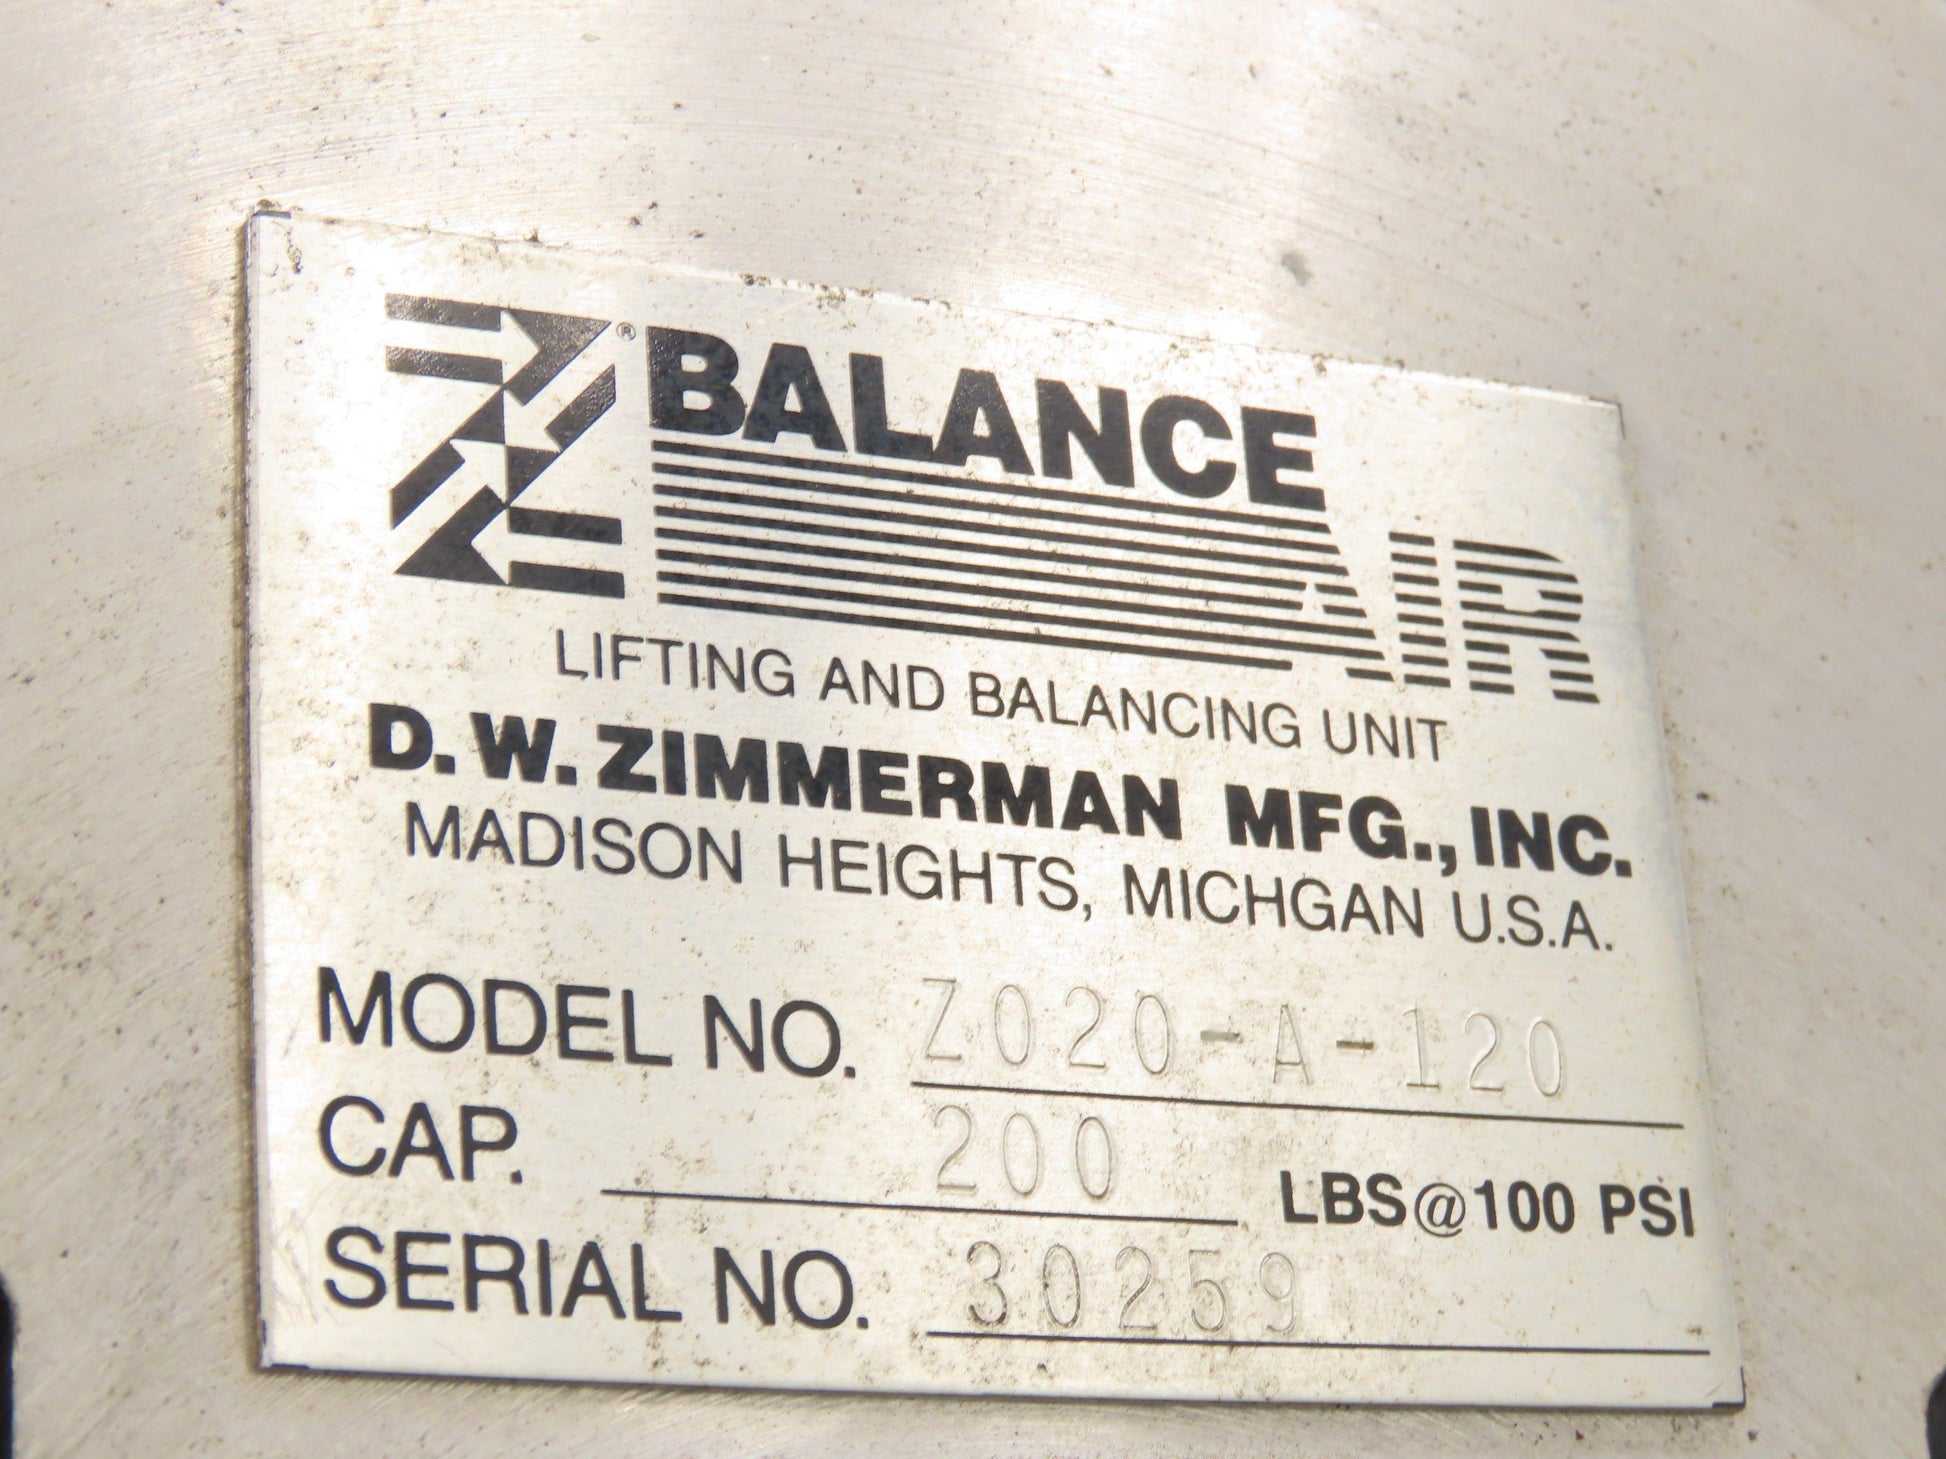 ® BALANCE
AIR
LIFTING AND BALANCING UNIT
D. W. ZIMMERMAN MFG., INC.
MADISON HEIGHTS, MICHGAN U.S.A.
MODEL NO. Z020-A-120
CAP. 200 LBS@100 PSI
SERIAL NO. 30259